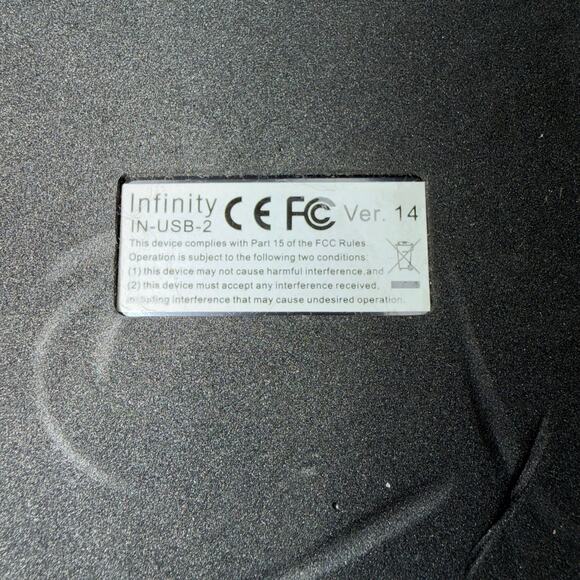 Infinity
IN-USB-2
CE FC Ver. 14
This device complies with Part 15 of the FCC Rules
Operation is subject to the following two conditions:
(1) this device may not cause harmful interference,and
(2) this device must accept any interference received,
including interference that may cause undesired operation.